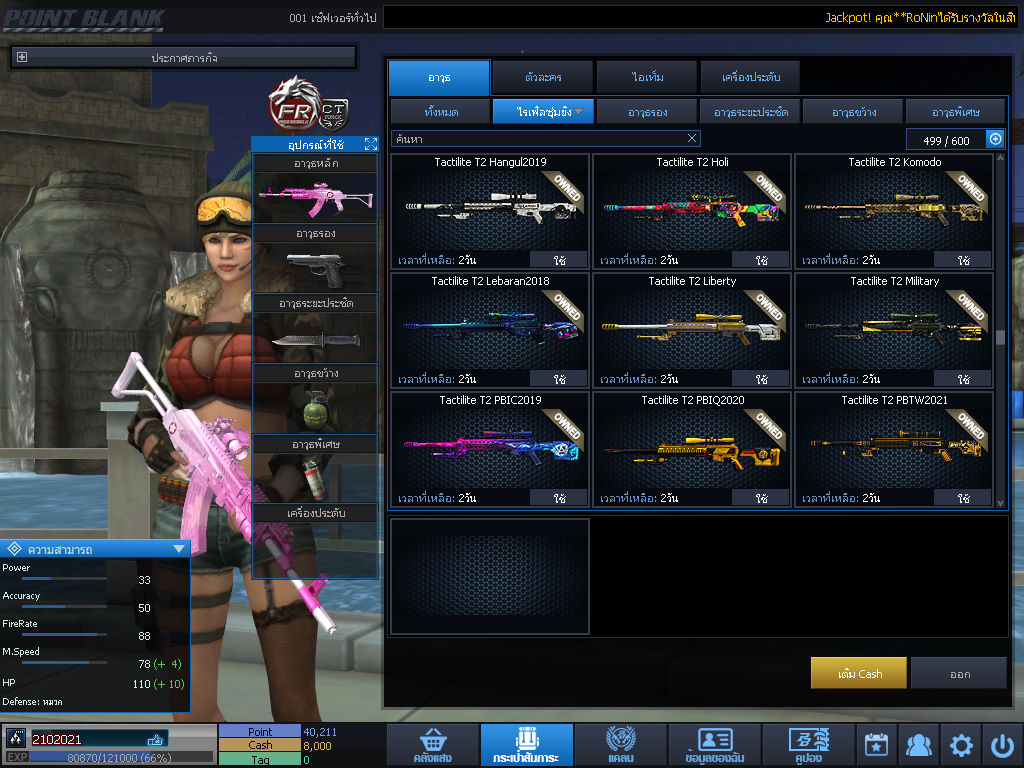 POINT BLANK
001 เซิฟเวอร์ทั่วไป
Jackpot! คุณ**RoNinได้รับรางวัลในสิ
ประกาศภารกิจ
FR
CT FORCE
อุปกรณ์ที่ใช้
อาวุธหลัก
อาวุธรอง
อาวุธระยะประชิด
อาวุธขว้าง
อาวุธพิเศษ
เครื่องประดับ
อาวุธ ตัวละคร ไอเท็ม เครื่องประดับ
ทั้งหมด ไรเฟิลซุ่มยิง อาวุธรอง อาวุธระยะประชิด อาวุธขว้าง อาวุธพิเศษ
ค้นหา
499 / 600
Tactilite T2 Hangul2019 Tactilite T2 Holi Tactilite T2 Komodo
OWNED OWNED OWNED
เวลาที่เหลือ: 2วัน ใช้ เวลาที่เหลือ: 2วัน ใช้ เวลาที่เหลือ: 2วัน ใช้
Tactilite T2 Lebaran2018 Tactilite T2 Liberty Tactilite T2 Military
OWNED OWNED OWNED
เวลาที่เหลือ: 2วัน ใช้ เวลาที่เหลือ: 2วัน ใช้ เวลาที่เหลือ: 2วัน ใช้
Tactilite T2 PBIC2019 Tactilite T2 PBIQ2020 Tactilite T2 PBTW2021
OWNED OWNED OWNED
เวลาที่เหลือ: 2วัน ใช้ เวลาที่เหลือ: 2วัน ใช้ เวลาที่เหลือ: 2วัน ใช้
ความสามารถ
Power
33
Accuracy
50
FireRate
88
M.Speed
78 (+ 4)
HP
110 (+ 10)
Defense: หมวก
เติม Cash ออก
2102021
EXP 80870/121000 (66%)
Point 40,211
Cash 8,000
Tag 0
คลังแสง กระเป๋าสัมภาระ แคลน ข้อมูลของฉัน คูปอง